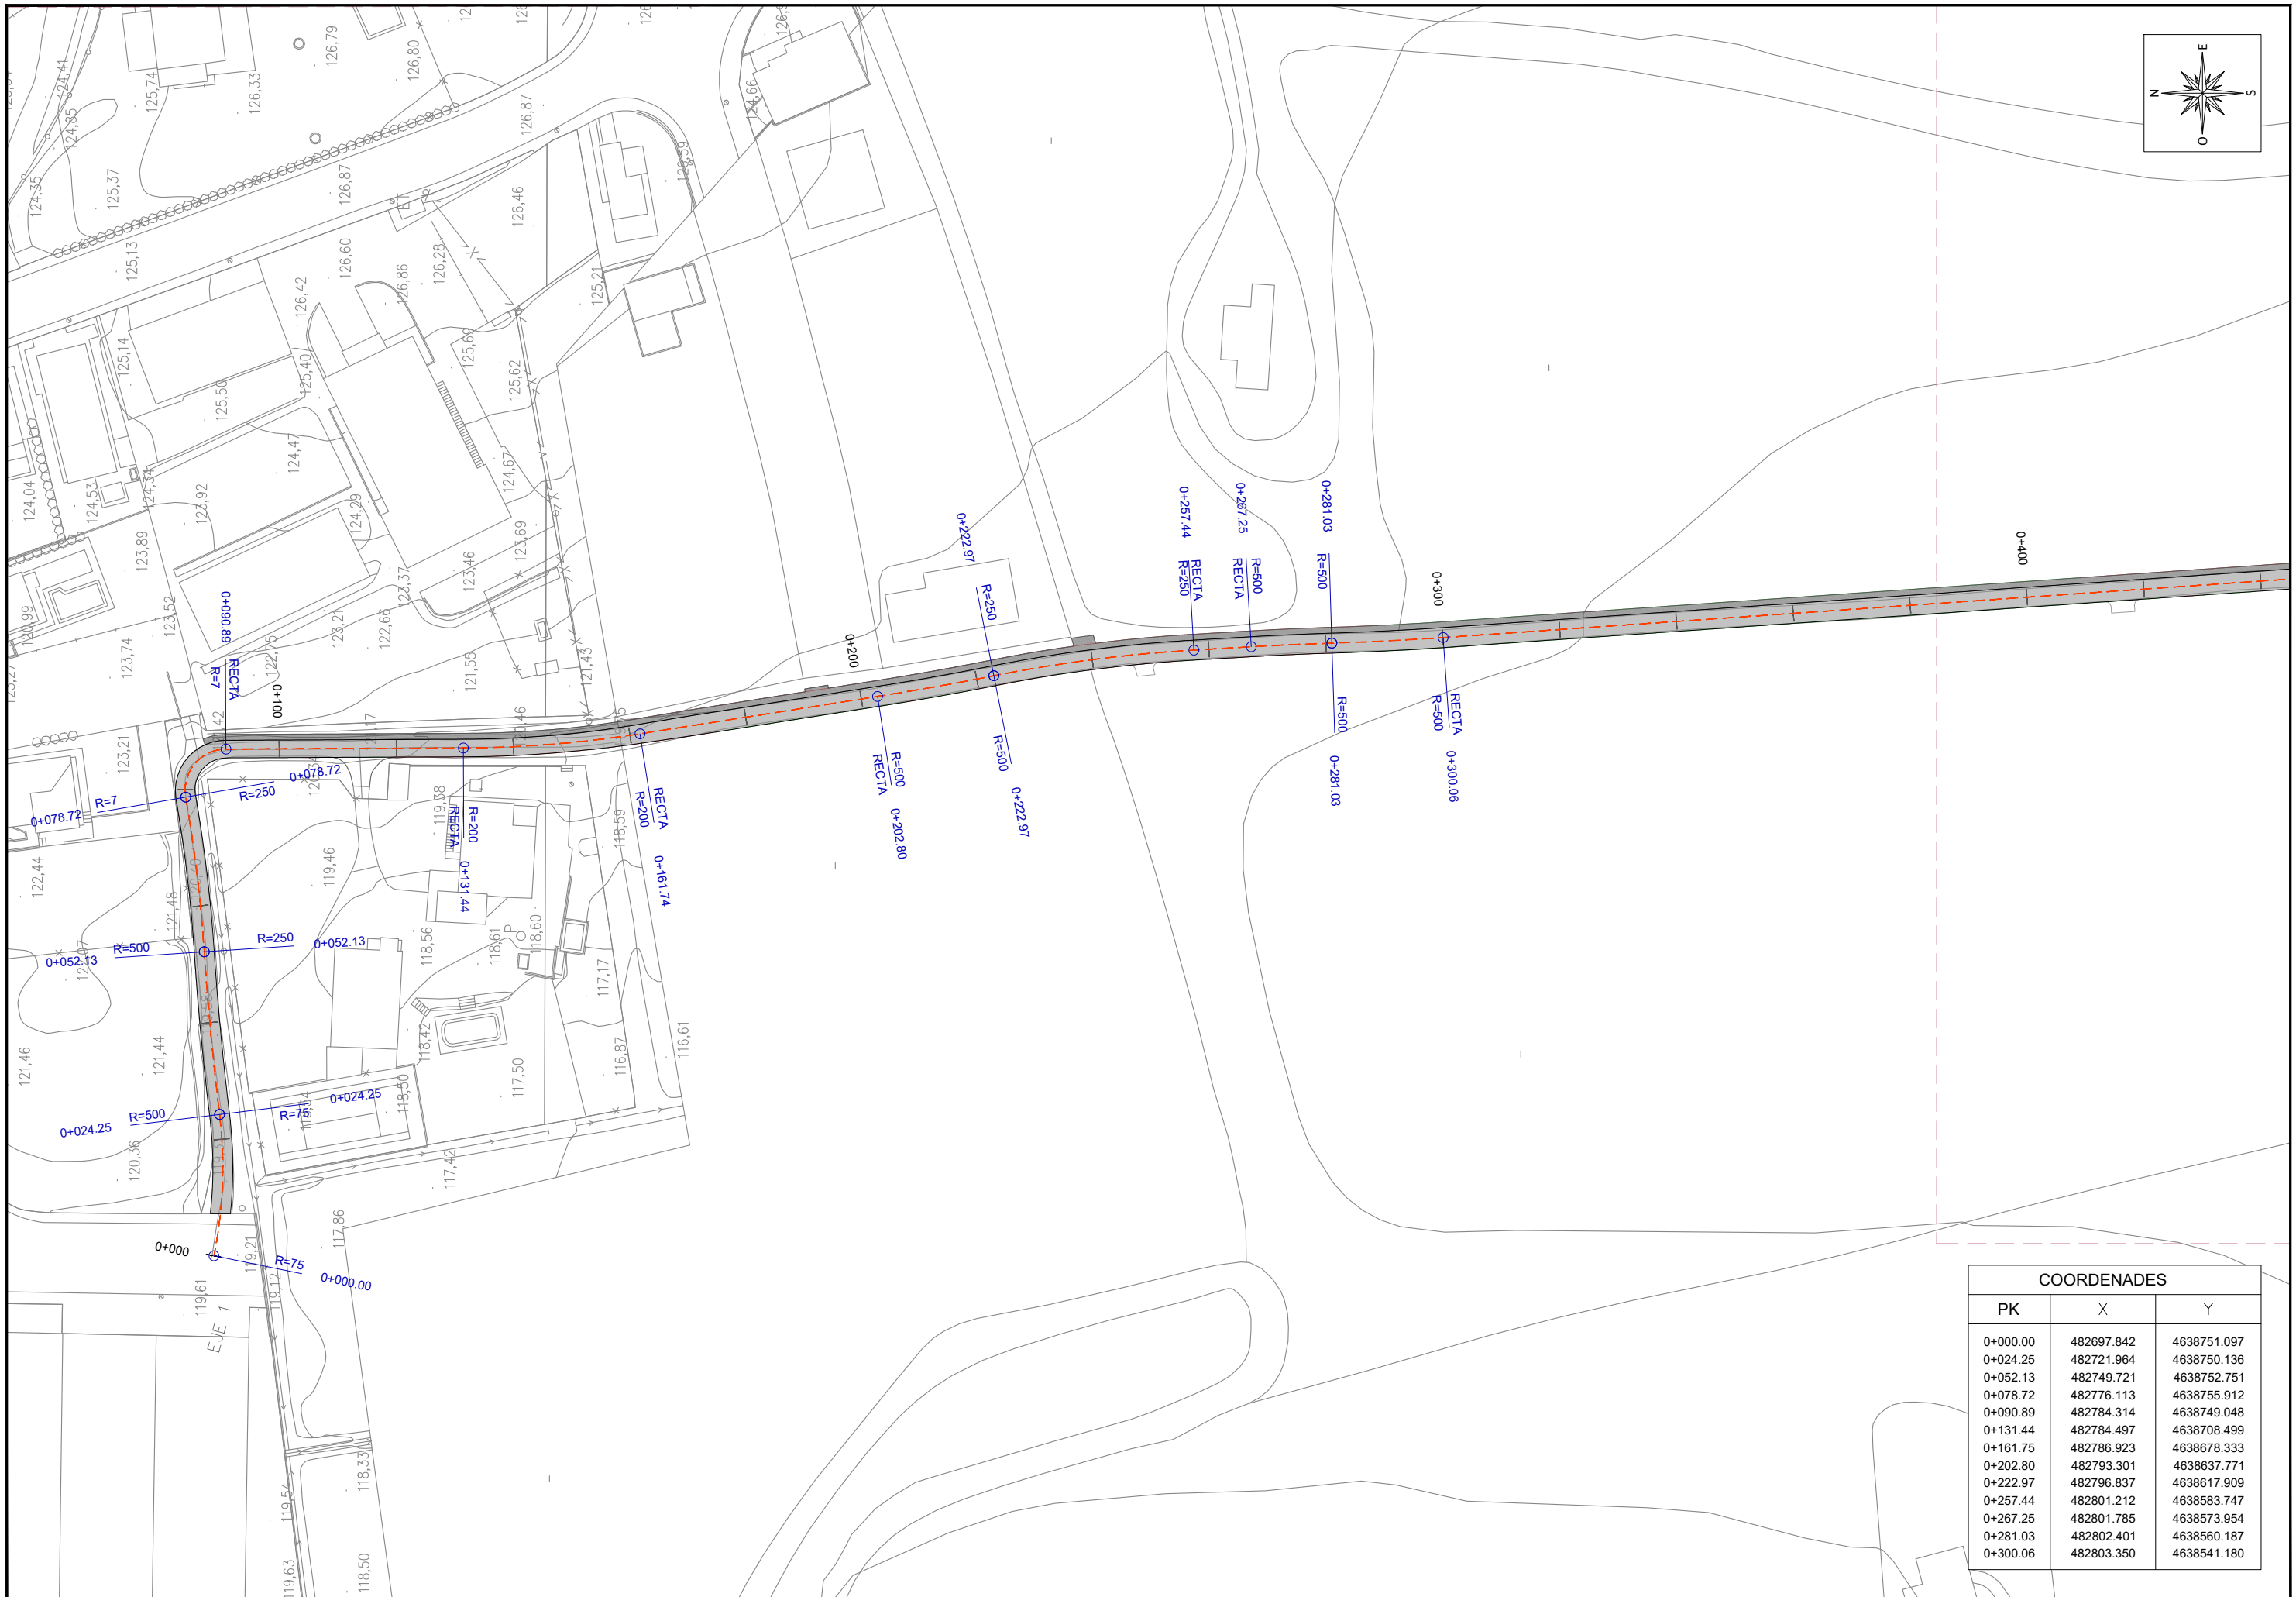 126,79
126,80
125,74
126,33
124,41
124,85
126,87
124,66
124,35
125,37
126,87
126,59
126,46
125,13
126,60
126,28
126,86
125,21
126,42
125,14
125,69
125,40
125,62
125,50
124,47
124,67
124,04
124,53
124,34
123,92
124,29
123,89
123,69
123,46
123,37
123,52
123,21
122,66
123,74
122,75
121,55
121,43
N
E
S
O
0+090.89
RECTA
R=7
0+100
0+200
0+222.97
R=250
0+257.44
RECTA
R=250
0+267.25
R=500
RECTA
0+281.03
R=500
0+300
0+400
R=500
0+281.03
RECTA
R=500
0+300.06
R=500
0+222.97
R=500
RECTA
0+202.80
RECTA
R=200
0+161.74
R=200
RECTA
0+131.44
0+078.72
R=7
R=250
0+078.72
123,21
119,38
118,59
122,44
119,46
121,48
120,40
R=500
0+052.13
R=250
0+052.13
118,56
118,61
118,60
117,17
121,46
121,44
118,42
117,50
116,87
116,61
118,50
R=500
0+024.25
R=75
0+024.25
120,36
117,42
117,86
0+000
R=75
0+000.00
119,21
119,12
119,61
EJE 1
118,33
119,54
119,63
118,50
COORDENADES
PK X Y
0+000.00 482697.842 4638751.097
0+024.25 482721.964 4638750.136
0+052.13 482749.721 4638752.751
0+078.72 482776.113 4638755.912
0+090.89 482784.314 4638749.048
0+131.44 482784.497 4638708.499
0+161.75 482786.923 4638678.333
0+202.80 482793.301 4638637.771
0+222.97 482796.837 4638617.909
0+257.44 482801.212 4638583.747
0+267.25 482801.785 4638573.954
0+281.03 482802.401 4638560.187
0+300.06 482803.350 4638541.180